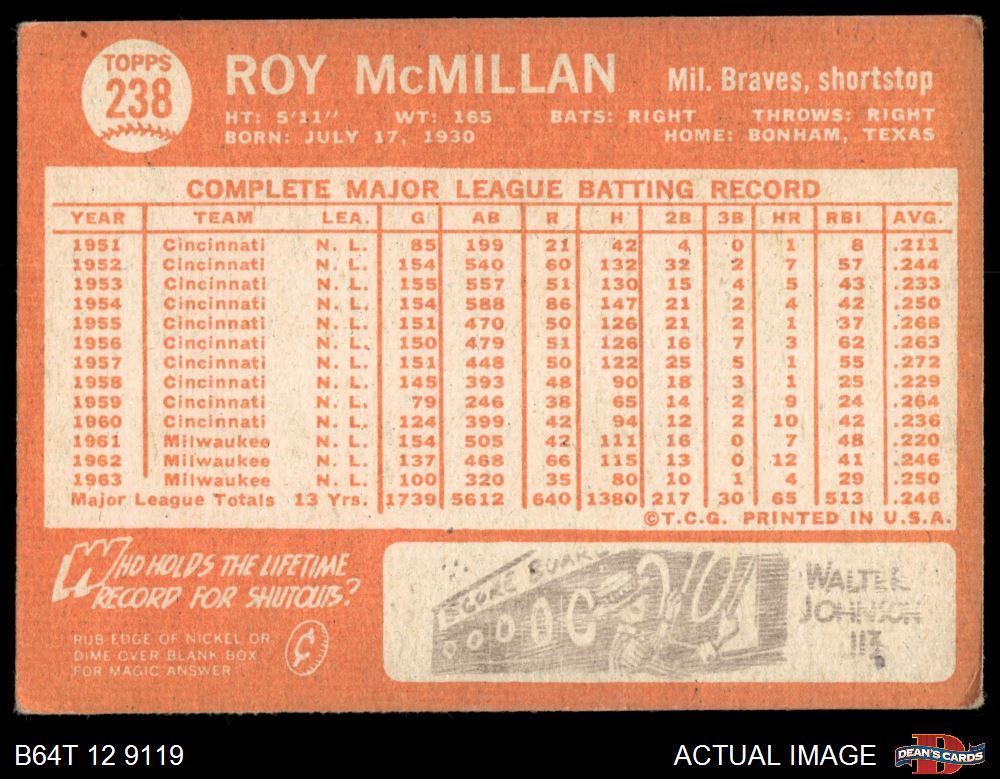 TOPPS
238
ROY McMILLAN
Mil. Braves, shortstop
HT: 5'11" WT: 165 BATS: RIGHT THROWS: RIGHT
BORN: JULY 17, 1930 HOME: BONHAM, TEXAS
COMPLETE MAJOR LEAGUE BATTING RECORD
YEAR TEAM LEA. G AB R H 2B 3B HR RBI AVG.
1951 Cincinnati N. L. 85 199 21 42 4 0 1 8 .211
1952 Cincinnati N. L. 154 540 60 132 32 2 7 57 .244
1953 Cincinnati N. L. 155 557 51 130 15 4 5 43 .233
1954 Cincinnati N. L. 154 588 86 147 21 2 4 42 .250
1955 Cincinnati N. L. 151 470 50 126 21 2 1 37 .268
1956 Cincinnati N. L. 150 479 51 126 16 7 3 62 .263
1957 Cincinnati N. L. 151 448 50 122 25 5 1 55 .272
1958 Cincinnati N. L. 145 393 48 90 18 3 1 25 .229
1959 Cincinnati N. L. 79 246 38 65 14 2 9 24 .264
1960 Cincinnati N. L. 124 399 42 94 12 2 10 42 .236
1961 Milwaukee N. L. 154 505 42 111 16 0 7 48 .220
1962 Milwaukee N. L. 137 468 66 115 13 0 12 41 .246
1963 Milwaukee N. L. 100 320 35 80 10 1 4 29 .250
Major League Totals 13 Yrs. 1739 5612 640 1380 217 30 65 513 .246
©T.C.G. PRINTED IN U.S.A.
WHO HOLDS THE LIFETIME
RECORD FOR SHUTOUTS?
RUB EDGE OF NICKEL OR
DIME OVER BLANK BOX
FOR MAGIC ANSWER
SCORE BOARD
WALTER
JOHNSON
113
B64T 12 9119
ACTUAL IMAGE
DEAN'S CARDS